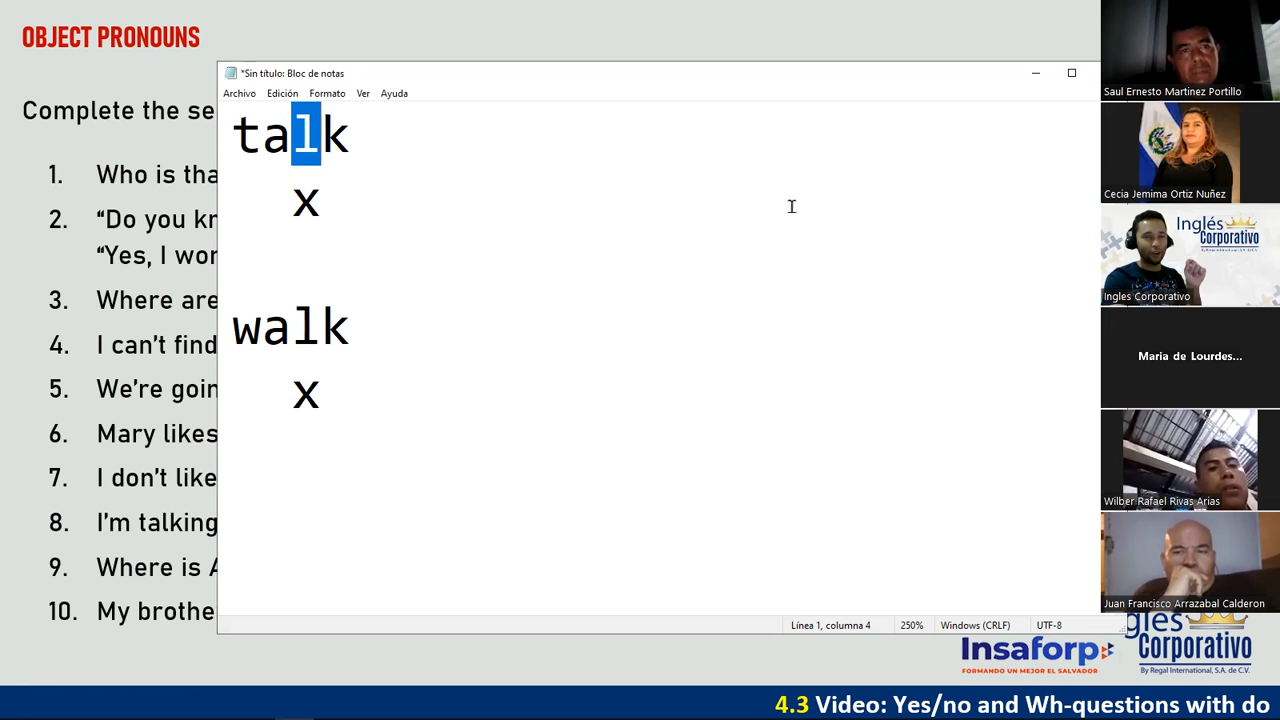 OBJECT PRONOUNS
Complete the se
1. Who is tha
2. “Do you kr
“Yes, I wor
3. Where are
4. I can’t find
5. We’re goin
6. Mary likes
7. I don’t like
8. I’m talking
9. Where is A
10. My brothe
*Sin título: Bloc de notas
Archivo Edición Formato Ver Ayuda
talk
x
walk
x
Línea 1, columna 4 250% Windows (CRLF) UTF-8
Saul Ernesto Martinez Portillo
Cecia Jemima Ortiz Nuñez
Inglés
Corporativo
By Regal International, S.A. de C.V.
Ingles Corporativo
Maria de Lourdes...
Wilber Rafael Rivas Arias
Juan Francisco Arrazabal Calderon
Insaforp
FORMANDO UN MEJOR EL SALVADOR
gles
Corporativo
By Regal International, S.A. de C.V.
4.3 Video: Yes/no and Wh-questions with do